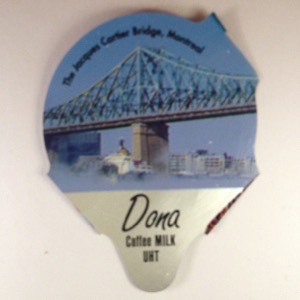 The Jacques Cartier Bridge, Montreal
Dona
Coffee MILK
UHT